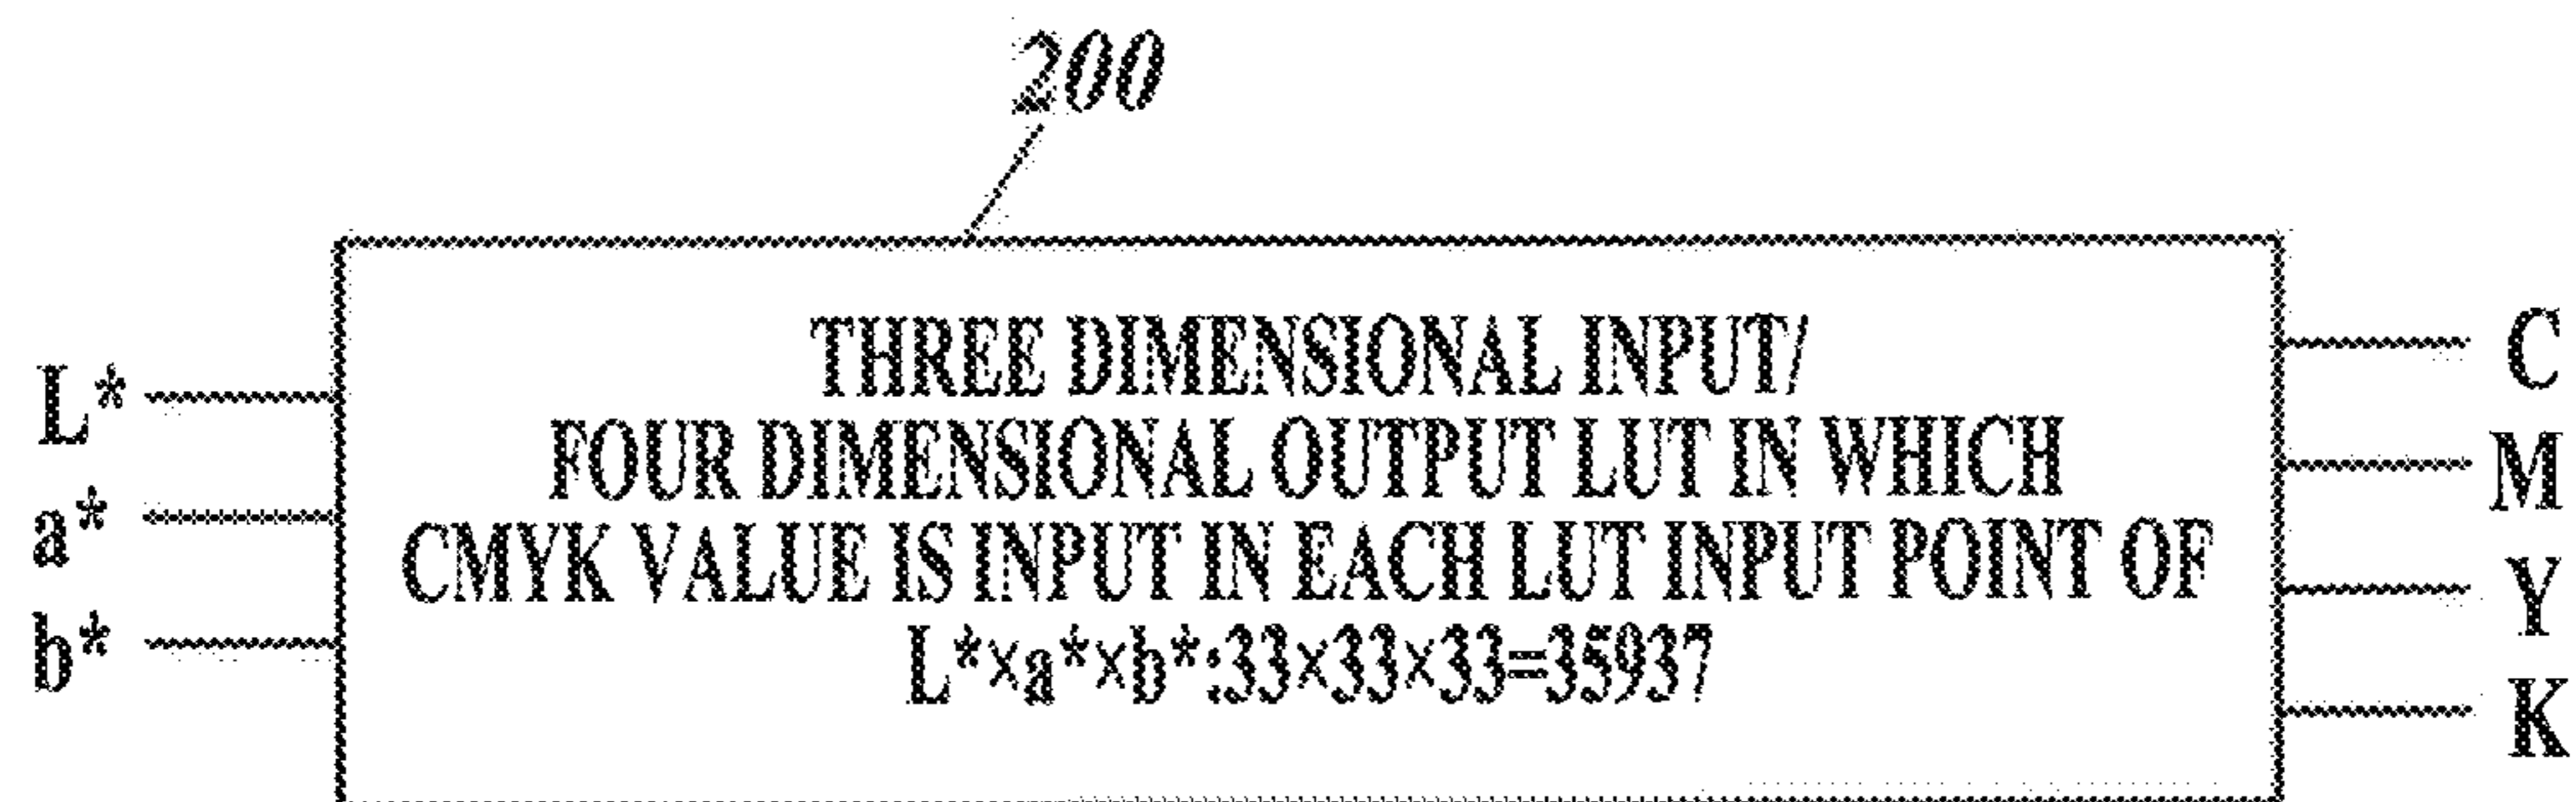 200
THREE DIMENSIONAL INPUT/
FOUR DIMENSIONAL OUTPUT LUT IN WHICH
CMYK VALUE IS INPUT IN EACH LUT INPUT POINT OF
L*×a*×b*:33×33×33=35937
L*
a*
b*
C
M
Y
K